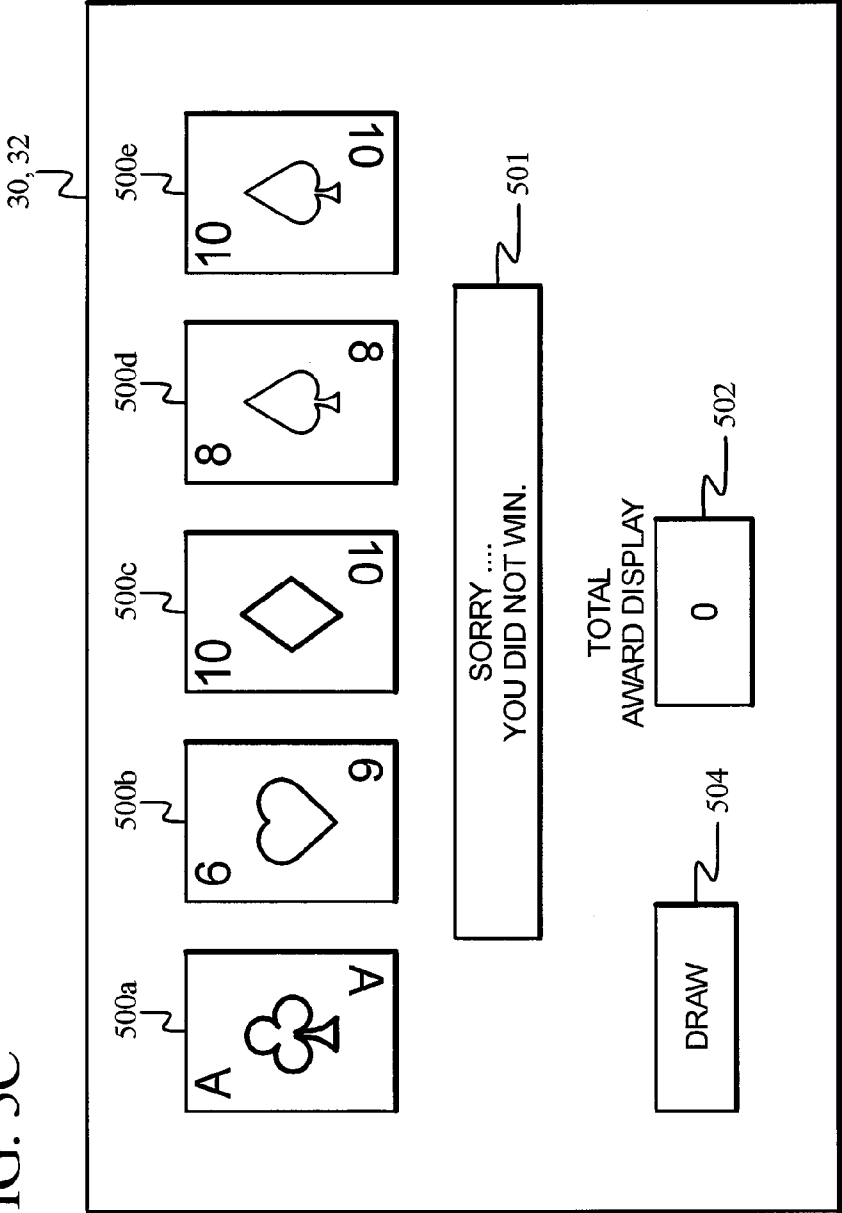 30, 32
500a 500b 500c 500d 500e
A 6 10 8 10
A 6 10 8 10
SORRY ....
YOU DID NOT WIN.
501
TOTAL
AWARD DISPLAY
DRAW 504 0 502